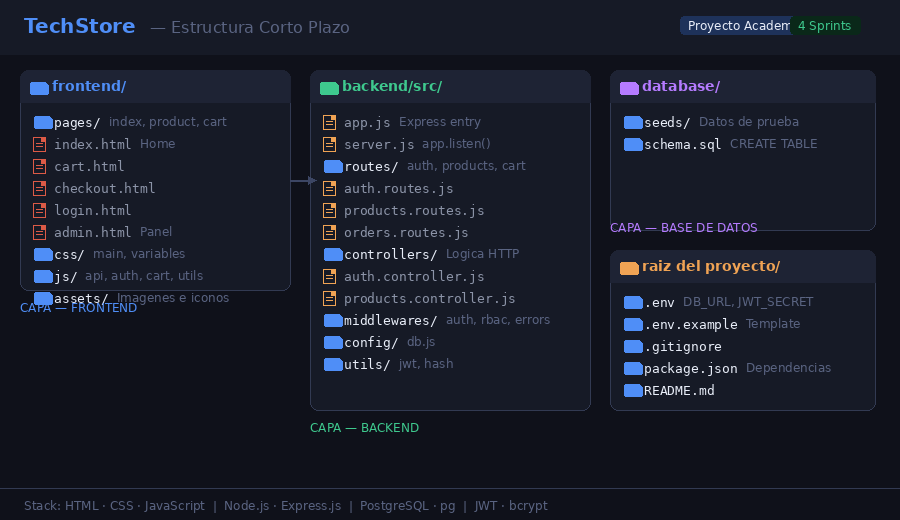 TechStore — Estructura Corto Plazo
Proyecto Academ
4 Sprints
frontend/
pages/ index, product, cart
index.html Home
cart.html
checkout.html
login.html
admin.html Panel
css/ main, variables
js/ api, auth, cart, utils
assets/ Imagenes e iconos
CAPA — FRONTEND
backend/src/
app.js Express entry
server.js app.listen()
routes/ auth, products, cart
auth.routes.js
products.routes.js
orders.routes.js
controllers/ Logica HTTP
auth.controller.js
products.controller.js
middlewares/ auth, rbac, errors
config/ db.js
utils/ jwt, hash
CAPA — BACKEND
database/
seeds/ Datos de prueba
schema.sql CREATE TABLE
CAPA — BASE DE DATOS
raiz del proyecto/
.env DB_URL, JWT_SECRET
.env.example Template
.gitignore
package.json Dependencias
README.md
Stack: HTML · CSS · JavaScript | Node.js · Express.js | PostgreSQL · pg | JWT · bcrypt